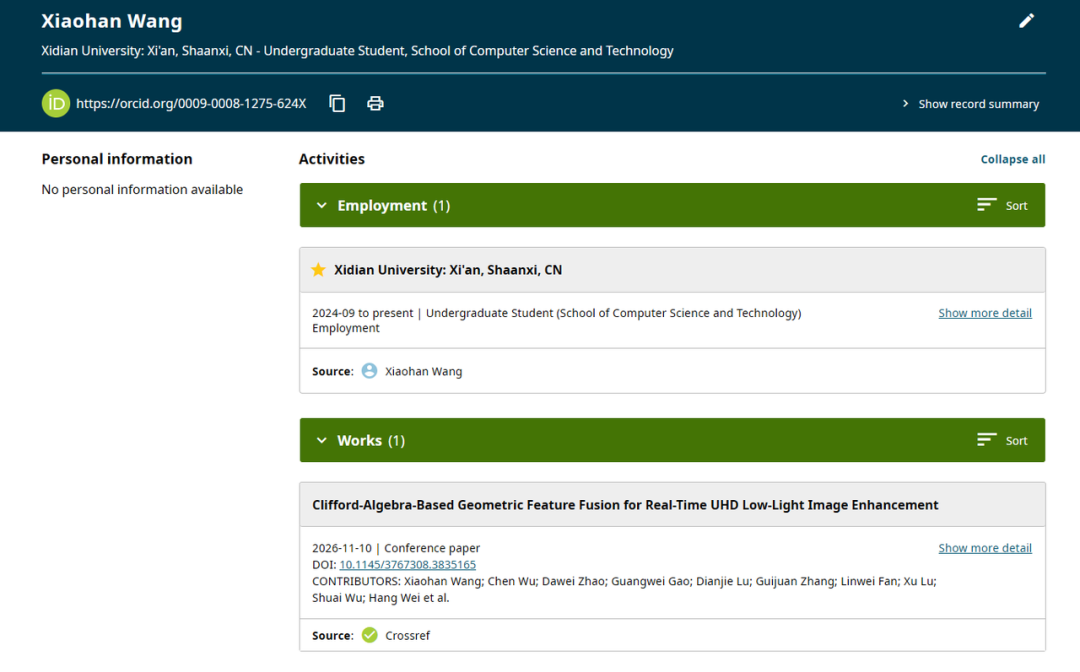 Xiaohan Wang
Xidian University: Xi'an, Shaanxi, CN - Undergraduate Student, School of Computer Science and Technology
iD https://orcid.org/0009-0008-1275-624X
Show record summary
Personal information
No personal information available
Activities
Collapse all
Employment (1)
Sort
Xidian University: Xi'an, Shaanxi, CN
2024-09 to present | Undergraduate Student (School of Computer Science and Technology)
Show more detail
Employment
Source: Xiaohan Wang
Works (1)
Sort
Clifford-Algebra-Based Geometric Feature Fusion for Real-Time UHD Low-Light Image Enhancement
2026-11-10 | Conference paper
Show more detail
DOI: 10.1145/3767308.3835165
CONTRIBUTORS: Xiaohan Wang; Chen Wu; Dawei Zhao; Guangwei Gao; Dianjie Lu; Guijuan Zhang; Linwei Fan; Xu Lu;
Shuai Wu; Hang Wei et al.
Source: Crossref